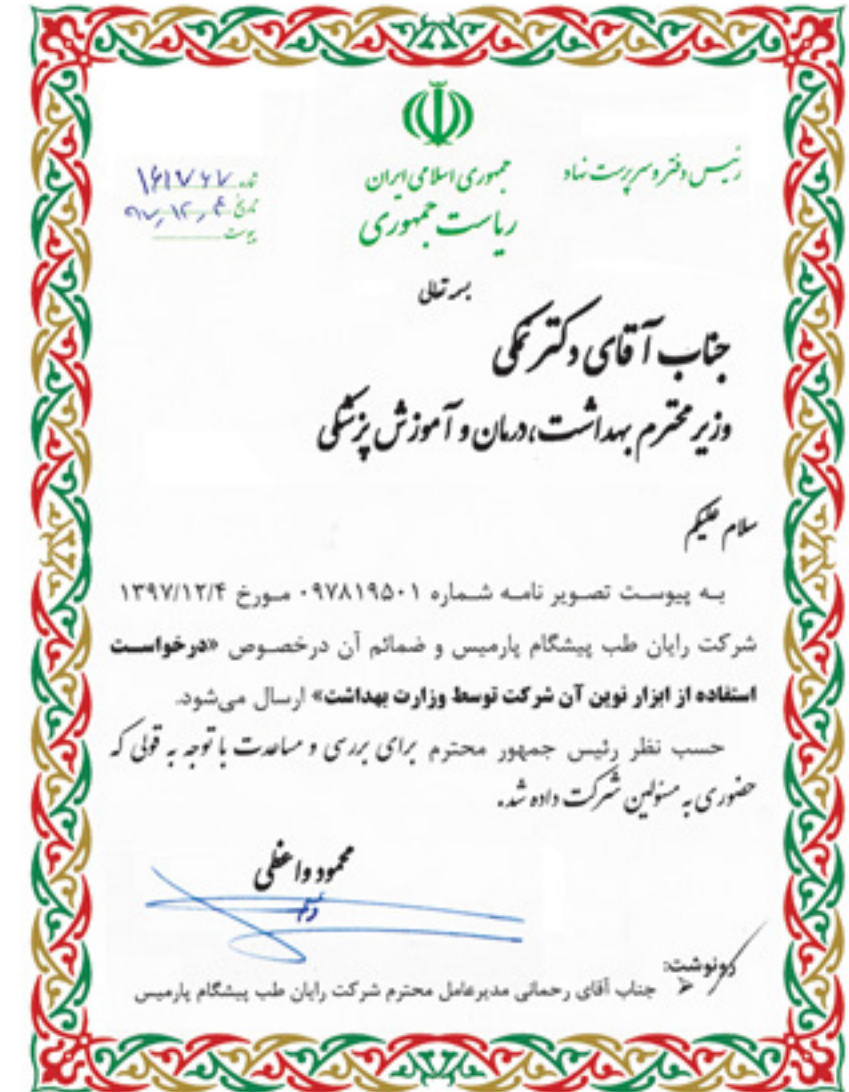 رئیس دفتر و سرپرست نهاد
جمهوری اسلامی ایران
ریاست جمهوری
شماره ۱۶۱۷۶۷
تاریخ ۹۷٫۱۲٫۴
پیوست
بسمه تعالی
جناب آقای دکتر نمکی
وزیر محترم بهداشت، درمان و آموزش پزشکی
سلام علیکم
به پیوست تصویر نامه شماره ۰۹۷۸۱۹۵۰۱ مورخ ۱۳۹۷/۱۲/۴
شرکت رایان طب پیشگام پارمیس و ضمائم آن درخصوص «درخواست
استفاده از ابزار نوین آن شرکت توسط وزارت بهداشت» ارسال می‌شود.
حسب نظر رئیس جمهور محترم برای بررسی و مساعدت با توجه به قولی که
حضوری به مسئولین شرکت داده شد.
محمود واعظی
رونوشت:
جناب آقای رحمانی مدیرعامل محترم شرکت رایان طب پیشگام پارمیس